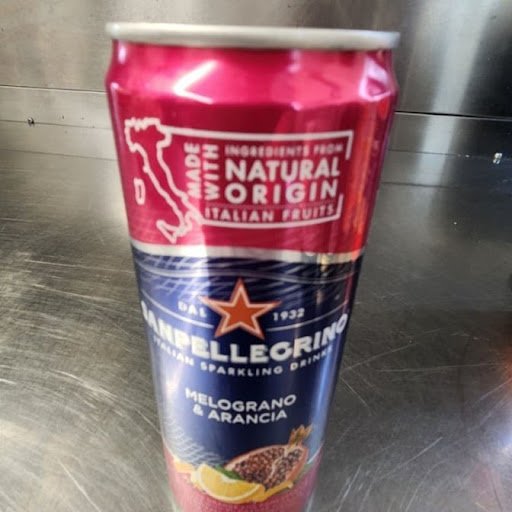 MADE WITH
INGREDIENTS FROM
NATURAL
ORIGIN
ITALIAN FRUITS
DAL 1932
SANPELLEGRINO
ITALIAN SPARKLING DRINKS
MELOGRANO
& ARANCIA